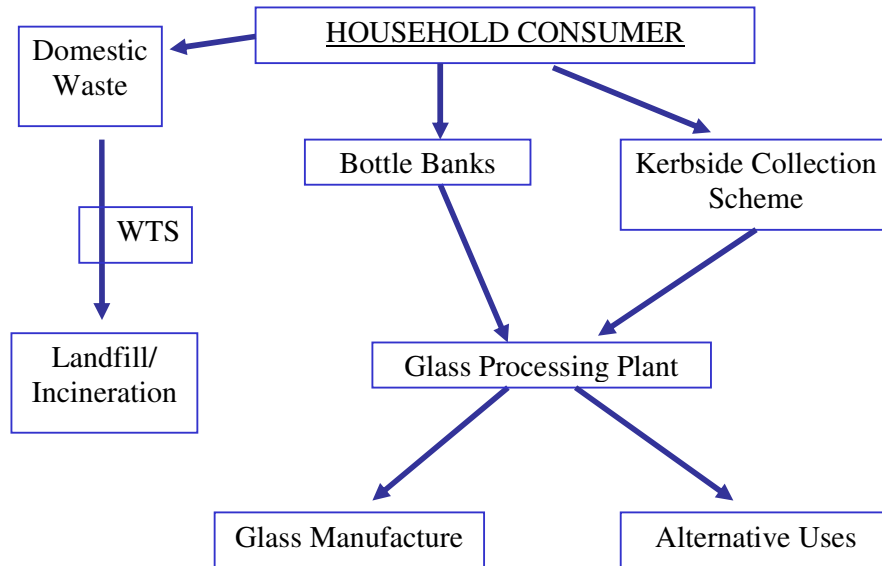 HOUSEHOLD CONSUMER
Domestic
Waste
Bottle Banks
Kerbside Collection
Scheme
WTS
Landfill/
Incineration
Glass Processing Plant
Glass Manufacture
Alternative Uses